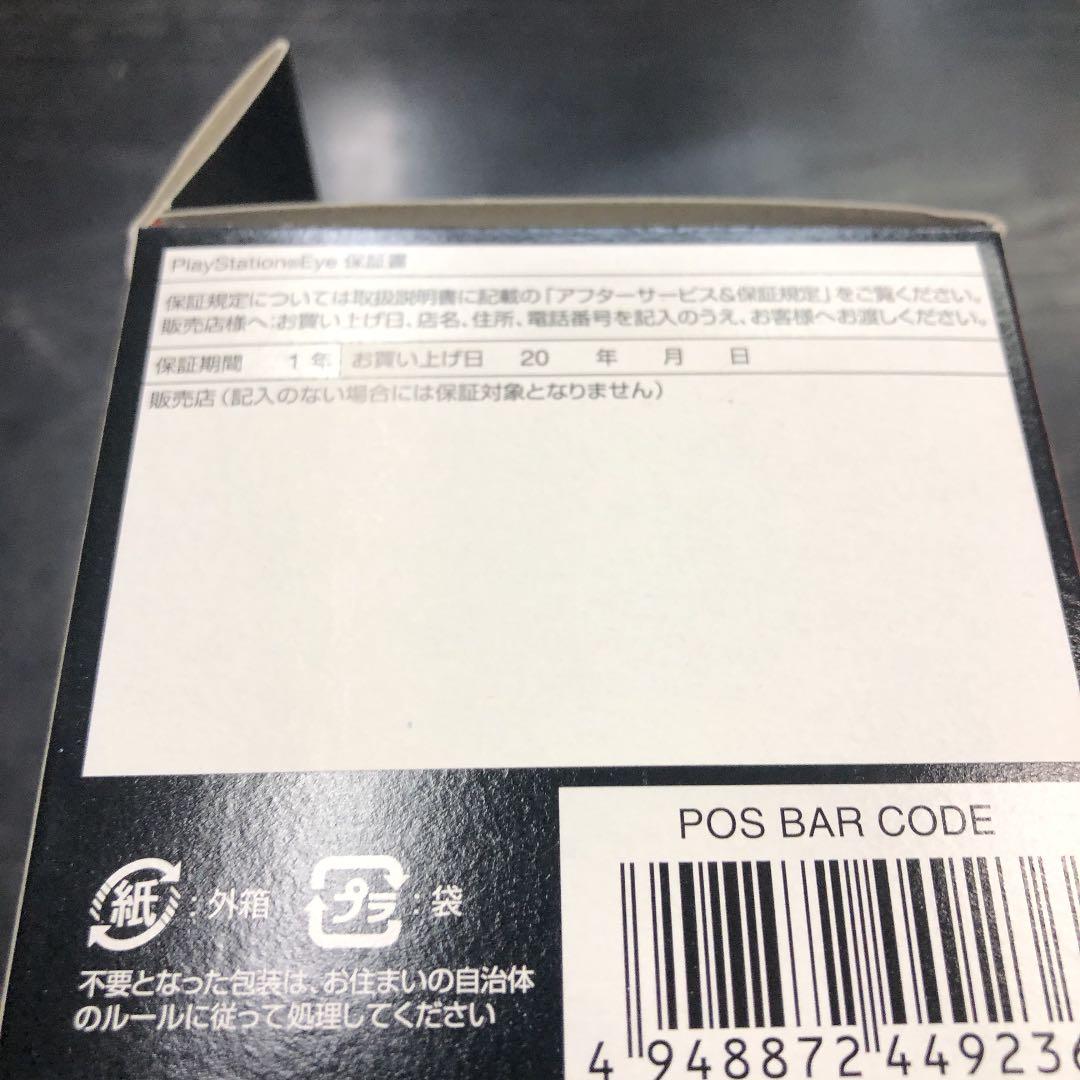 PlayStation®Eye 保証書
保証規定については取扱説明書に記載の「アフターサービス&保証規定」をご覧ください。
販売店様へ:お買い上げ日、店名、住所、電話番号を記入のうえ、お客様へお渡しください。
保証期間 1年 お買い上げ日 20 年 月 日
販売店(記入のない場合には保証対象となりません)
POS BAR CODE
紙:外箱 プラ:袋
不要となった包装は、お住まいの自治体
のルールに従って処理してください
4 948872 449236